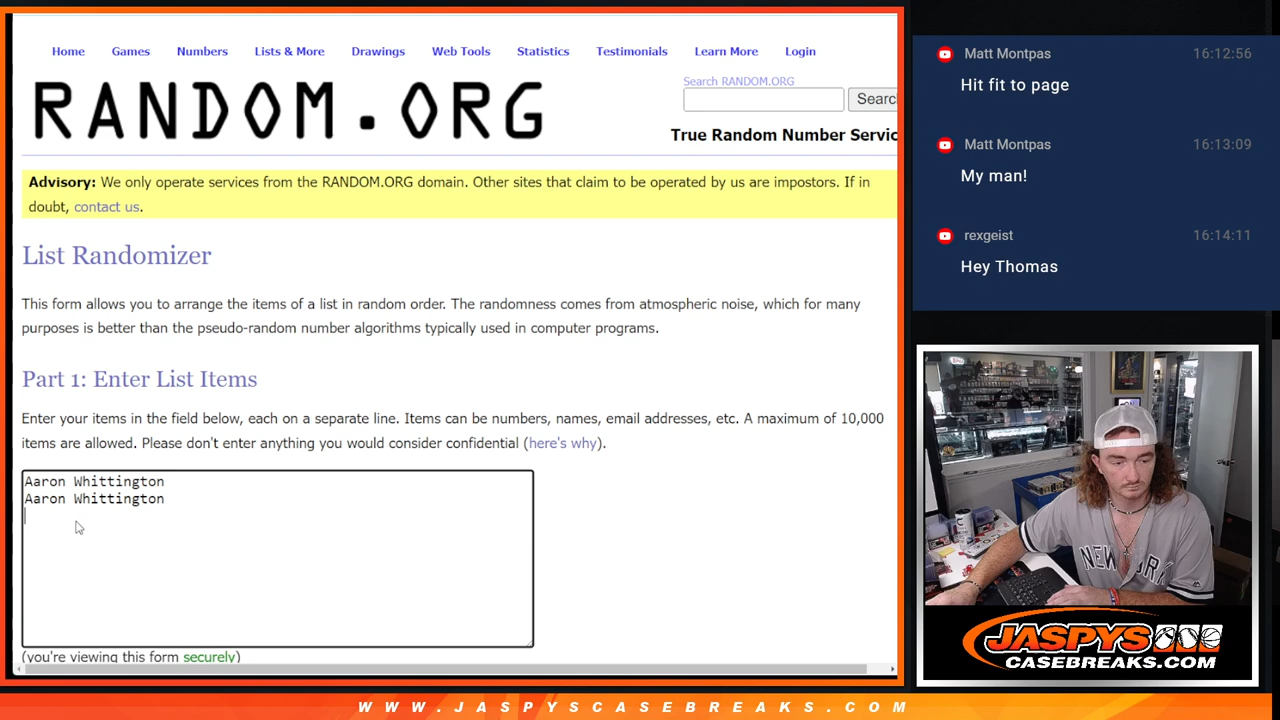 Home Games Numbers Lists & More Drawings Web Tools Statistics Testimonials Learn More Login
RANDOM.ORG
Search RANDOM.ORG
Searc
True Random Number Servic
Advisory: We only operate services from the RANDOM.ORG domain. Other sites that claim to be operated by us are impostors. If in
doubt, contact us.
List Randomizer
This form allows you to arrange the items of a list in random order. The randomness comes from atmospheric noise, which for many
purposes is better than the pseudo-random number algorithms typically used in computer programs.
Part 1: Enter List Items
Enter your items in the field below, each on a separate line. Items can be numbers, names, email addresses, etc. A maximum of 10,000
items are allowed. Please don't enter anything you would consider confidential (here's why).
Aaron Whittington
Aaron Whittington
(you're viewing this form securely)
Matt Montpas 16:12:56
Hit fit to page
Matt Montpas 16:13:09
My man!
rexgeist 16:14:11
Hey Thomas
NEW YORK
JASPYS
CASEBREAKS.COM
WWW.JASPYSCASEBREAKS.COM